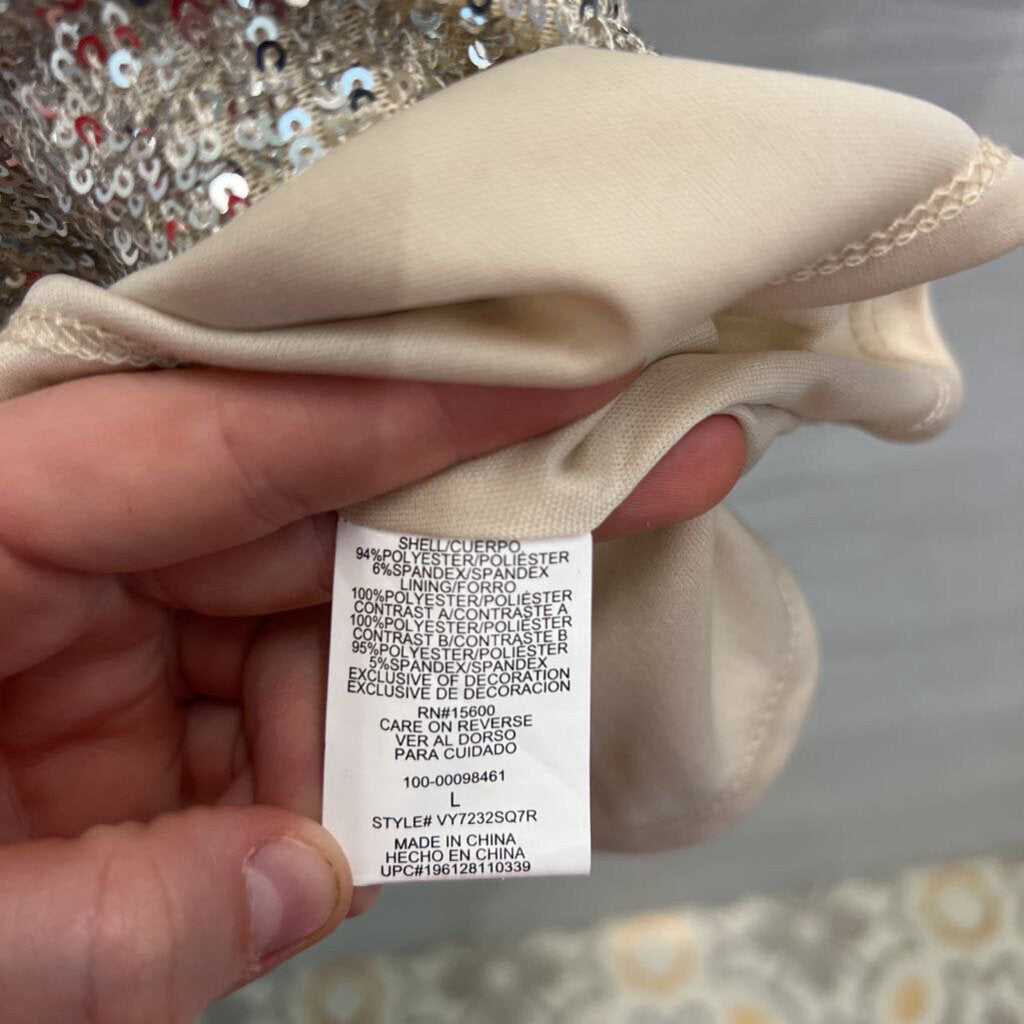 SHELL/CUERPO
94%POLYESTER/POLIÉSTER
6%SPANDEX/SPANDEX
LINING/FORRO
100%POLYESTER/POLIÉSTER
CONTRAST A/CONTRASTE A
100%POLYESTER/POLIÉSTER
CONTRAST B/CONTRASTE B
95%POLYESTER/POLIÉSTER
5%SPANDEX/SPANDEX
EXCLUSIVE OF DECORATION
EXCLUSIVE DE DECORACION
RN#15600
CARE ON REVERSE
VER AL DORSO
PARA CUIDADO
100-00098461
L
STYLE# VY7232SQ7R
MADE IN CHINA
HECHO EN CHINA
UPC#196128110339